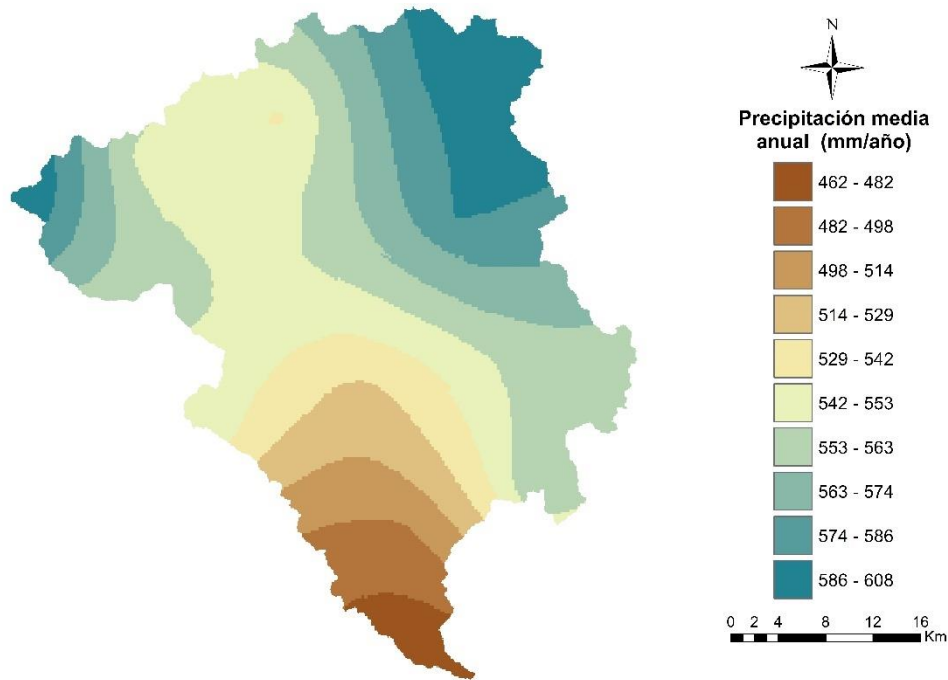 N
Precipitación media
anual (mm/año)
462 - 482
482 - 498
498 - 514
514 - 529
529 - 542
542 - 553
553 - 563
563 - 574
574 - 586
586 - 608
0 2 4 8 12 16
Km